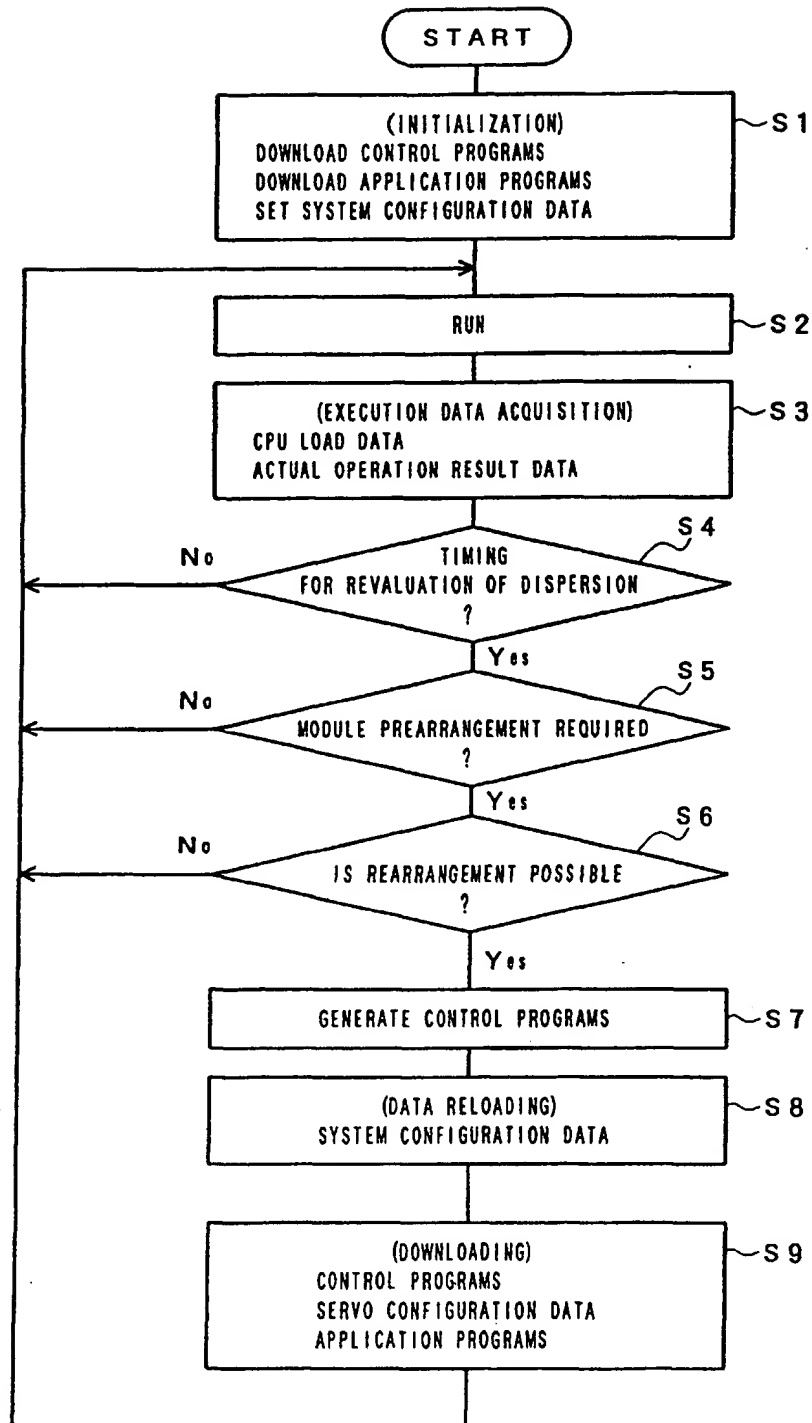 START
(INITIALIZATION)
DOWNLOAD CONTROL PROGRAMS
DOWNLOAD APPLICATION PROGRAMS
SET SYSTEM CONFIGURATION DATA
S1
RUN
S2
(EXECUTION DATA ACQUISITION)
CPU LOAD DATA
ACTUAL OPERATION RESULT DATA
S3
TIMING
FOR REVALUATION OF DISPERSION
?
S4
No
Yes
MODULE PREARRANGEMENT REQUIRED
?
S5
No
Yes
IS REARRANGEMENT POSSIBLE
?
S6
No
Yes
GENERATE CONTROL PROGRAMS
S7
(DATA RELOADING)
SYSTEM CONFIGURATION DATA
S8
(DOWNLOADING)
CONTROL PROGRAMS
SERVO CONFIGURATION DATA
APPLICATION PROGRAMS
S9